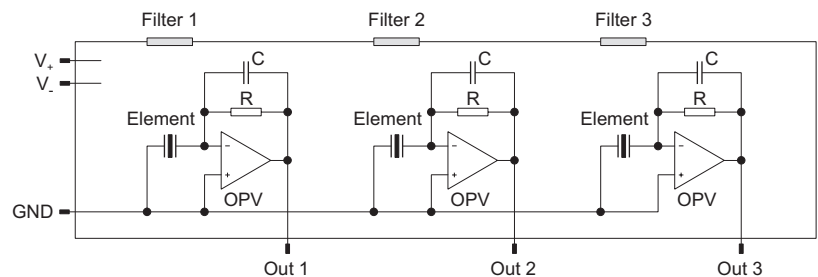 Filter 1 Filter 2 Filter 3
V+
V-
C C C
R R R
Element Element Element
− − −
+ + +
OPV OPV OPV
GND
Out 1 Out 2 Out 3